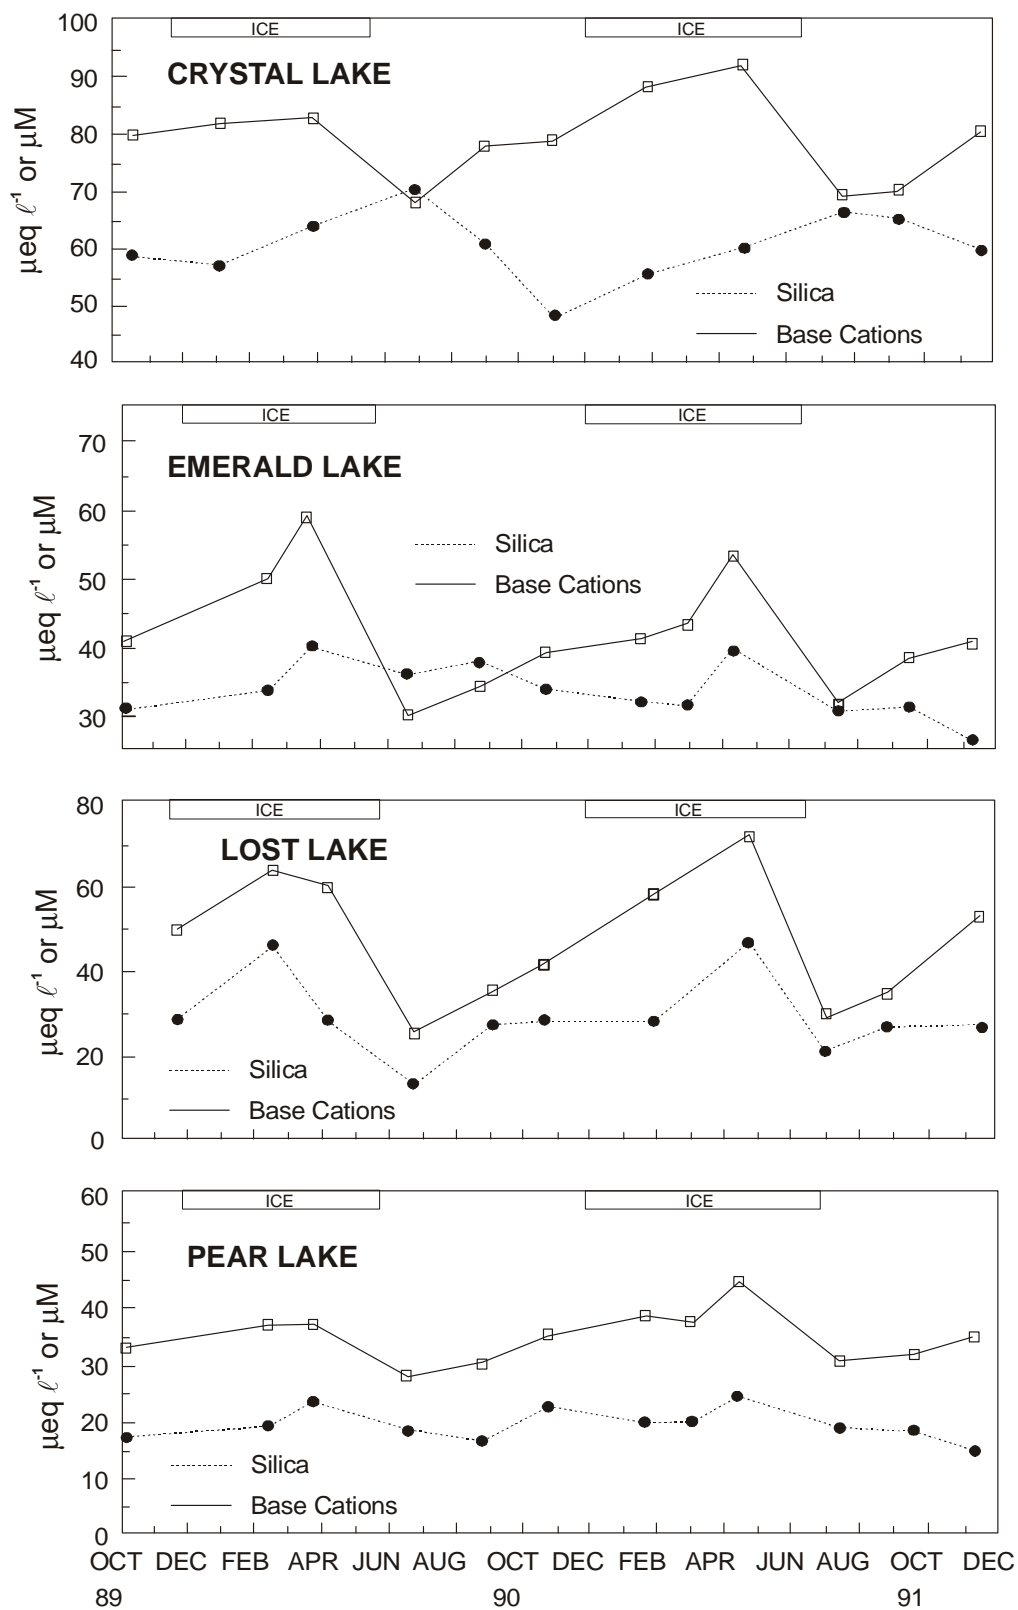 100
ICE
ICE
CRYSTAL LAKE
90
80
70
60
50
40
µeq ℓ⁻¹ or µM
Silica
Base Cations
ICE
ICE
70
EMERALD LAKE
60
50
40
30
µeq ℓ⁻¹ or µM
Silica
Base Cations
80
ICE
ICE
LOST LAKE
60
40
20
0
µeq ℓ⁻¹ or µM
Silica
Base Cations
60
ICE
ICE
PEAR LAKE
50
40
30
20
10
0
µeq ℓ⁻¹ or µM
Silica
Base Cations
OCT DEC FEB APR JUN AUG OCT DEC FEB APR JUN AUG OCT DEC
89 90 91